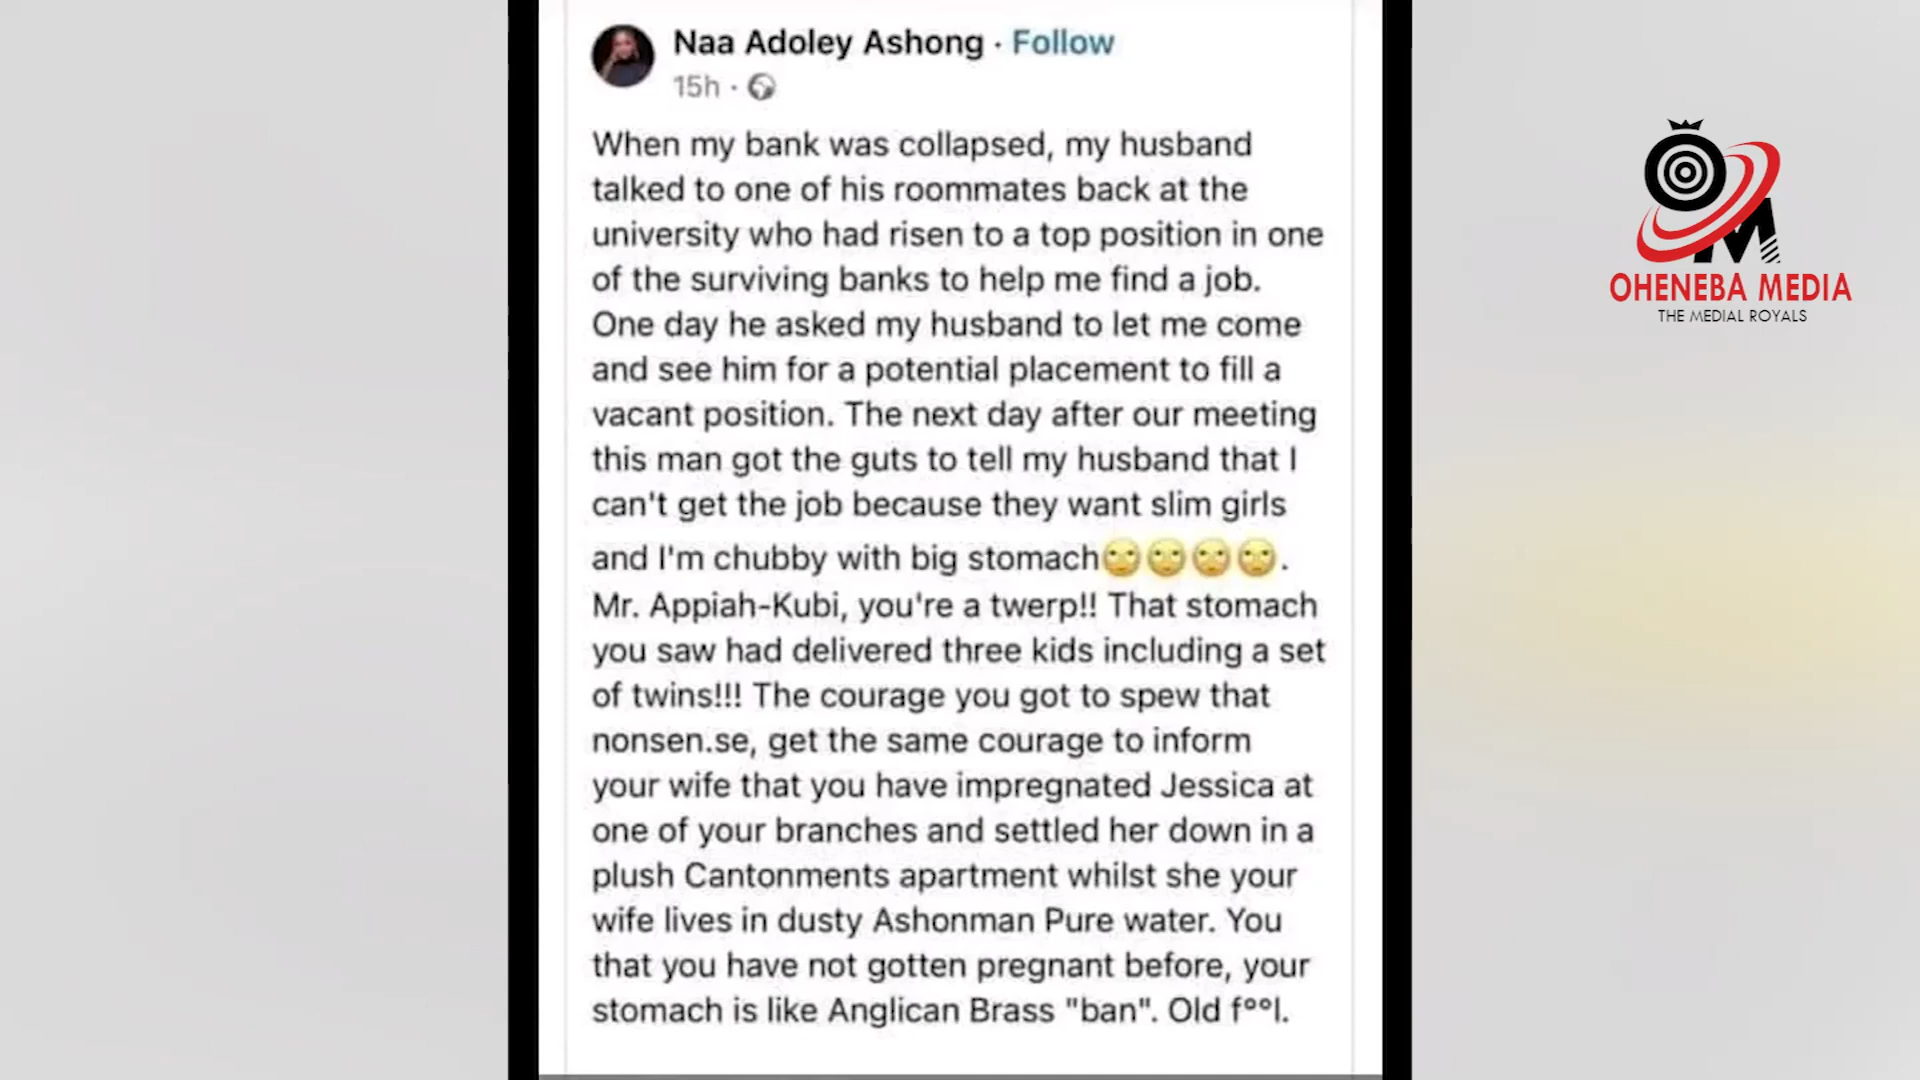 Naa Adoley Ashong · Follow
15h ·
When my bank was collapsed, my husband
talked to one of his roommates back at the
university who had risen to a top position in one
of the surviving banks to help me find a job.
One day he asked my husband to let me come
and see him for a potential placement to fill a
vacant position. The next day after our meeting
this man got the guts to tell my husband that I
can't get the job because they want slim girls
and I'm chubby with big stomach🙄🙄🙄🙄.
Mr. Appiah-Kubi, you're a twerp!! That stomach
you saw had delivered three kids including a set
of twins!!! The courage you got to spew that
nonsen.se, get the same courage to inform
your wife that you have impregnated Jessica at
one of your branches and settled her down in a
plush Cantonments apartment whilst she your
wife lives in dusty Ashonman Pure water. You
that you have not gotten pregnant before, your
stomach is like Anglican Brass "ban". Old f°°l.
OM
OHENEBA MEDIA
THE MEDIAL ROYALS